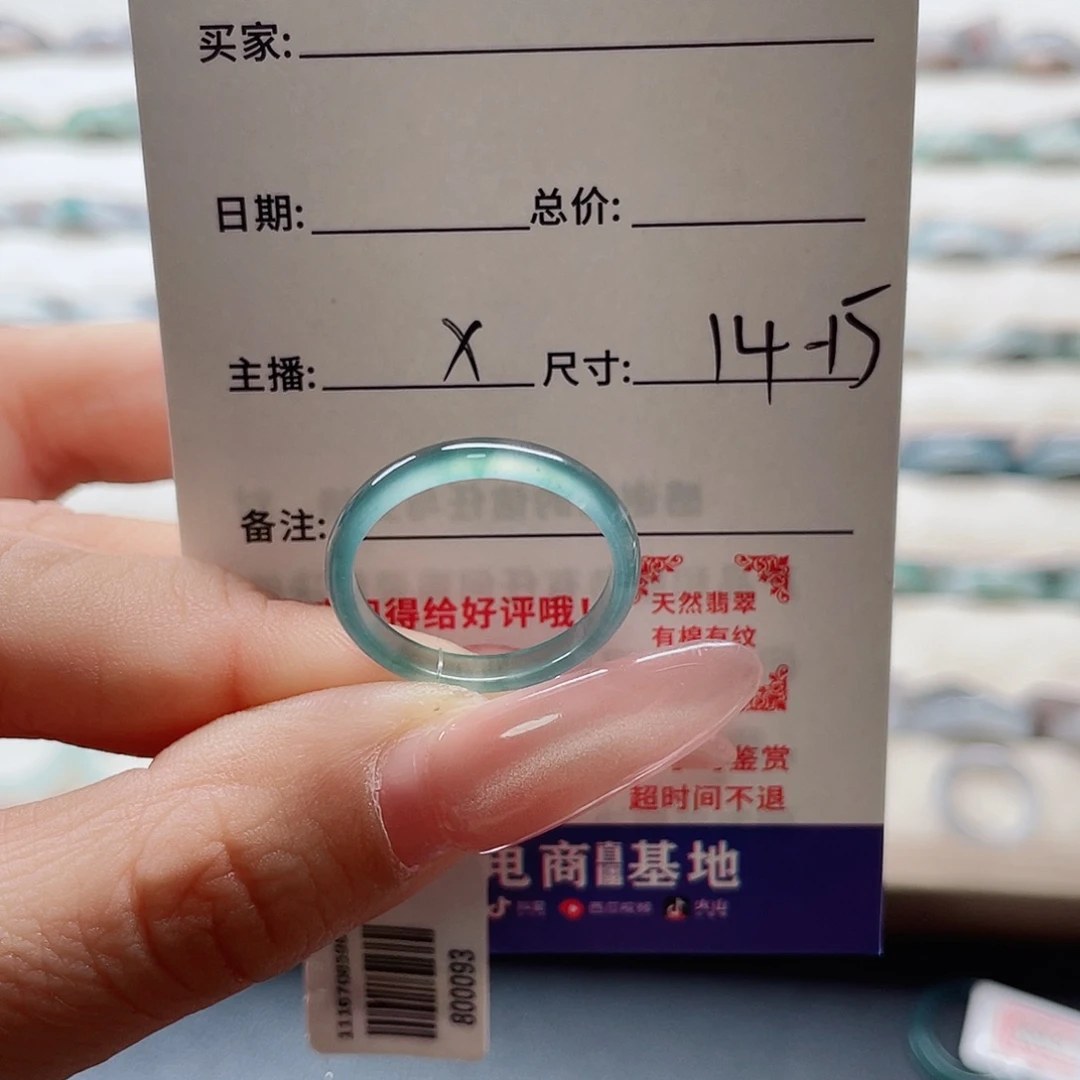 买家:
日期: 总价:
主播: X 尺寸: 14-15
备注:
得给好评哦!
天然翡翠
有棉有纹
鉴赏
超时间不退
电商直播基地
800093